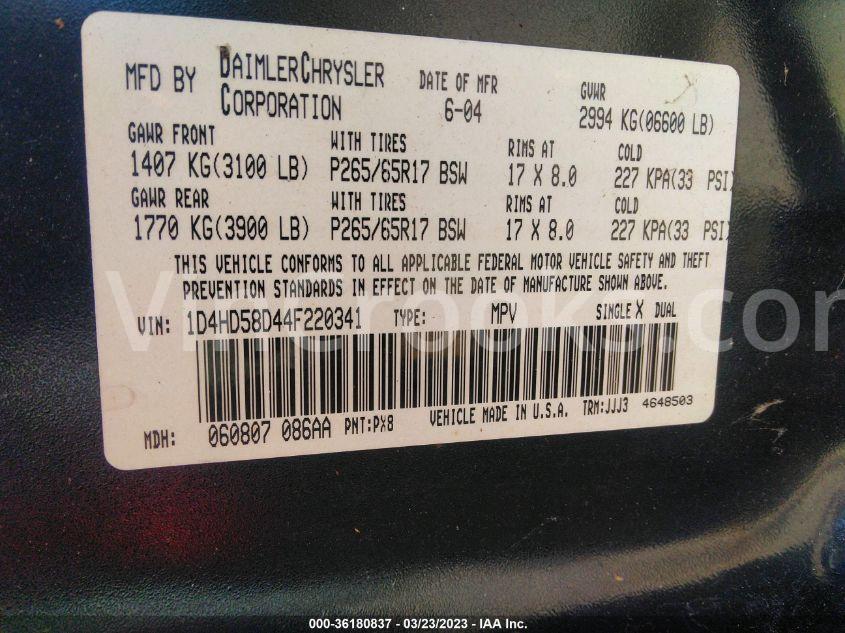 MFD BY DAIMLERCHRYSLER CORPORATION DATE OF MFR 6-04 GVWR 2994 KG(06600 LB)
GAWR FRONT WITH TIRES RIMS AT COLD
1407 KG(3100 LB) P265/65R17 BSW 17 X 8.0 227 KPA(33 PSI)
GAWR REAR WITH TIRES RIMS AT COLD
1770 KG(3900 LB) P265/65R17 BSW 17 X 8.0 227 KPA(33 PSI)
THIS VEHICLE CONFORMS TO ALL APPLICABLE FEDERAL MOTOR VEHICLE SAFETY AND THEFT
PREVENTION STANDARDS IN EFFECT ON THE DATE OF MANUFACTURE SHOWN ABOVE.
VIN: 1D4HD58D44F220341 TYPE: MPV SINGLE X DUAL
MDH: 060807 086AA PNT:PX8 VEHICLE MADE IN U.S.A. TRM:JJJ3 4648503
000-36180837 - 03/23/2023 - IAA Inc.